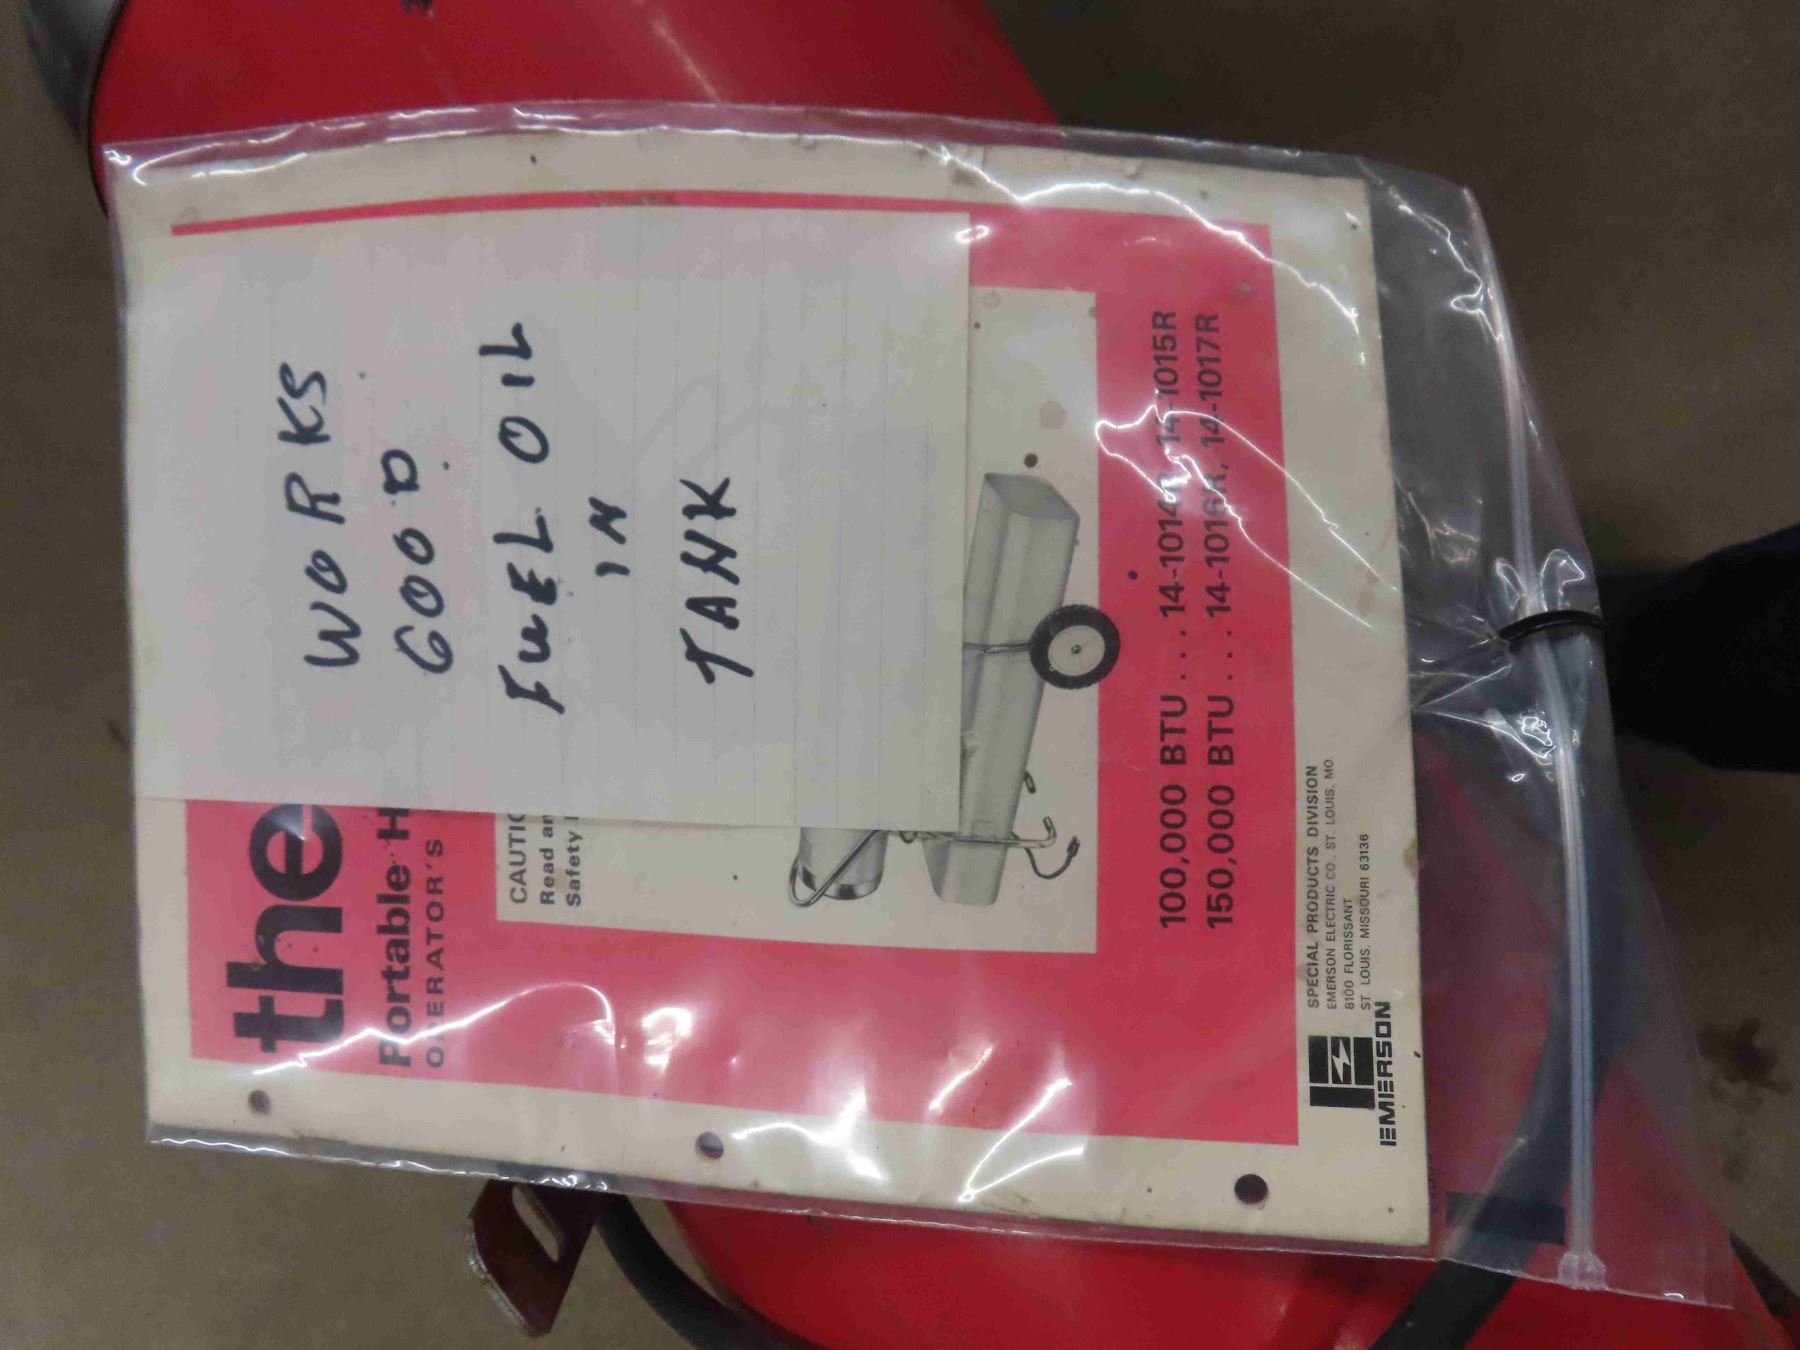 WORKS
GOOD
FUEL OIL
IN
TANK
the
Portable H
OPERATOR'S
CAUTIO
Read an
Safety
100,000 BTU . . . 14-1014R, 14-1015R
150,000 BTU . . . 14-1016R, 14-1017R
SPECIAL PRODUCTS DIVISION
EMERSON ELECTRIC CO., ST. LOUIS, MO.
8100 FLORISSANT
ST. LOUIS, MISSOURI 63136
EMERSON